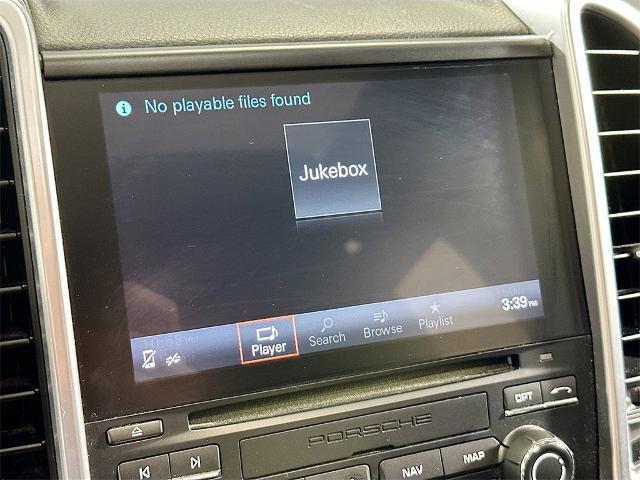 No playable files found
Jukebox
Player
Search
Browse
Playlist
3:39 PM
OPT
PORSCHE
NAV
MAP